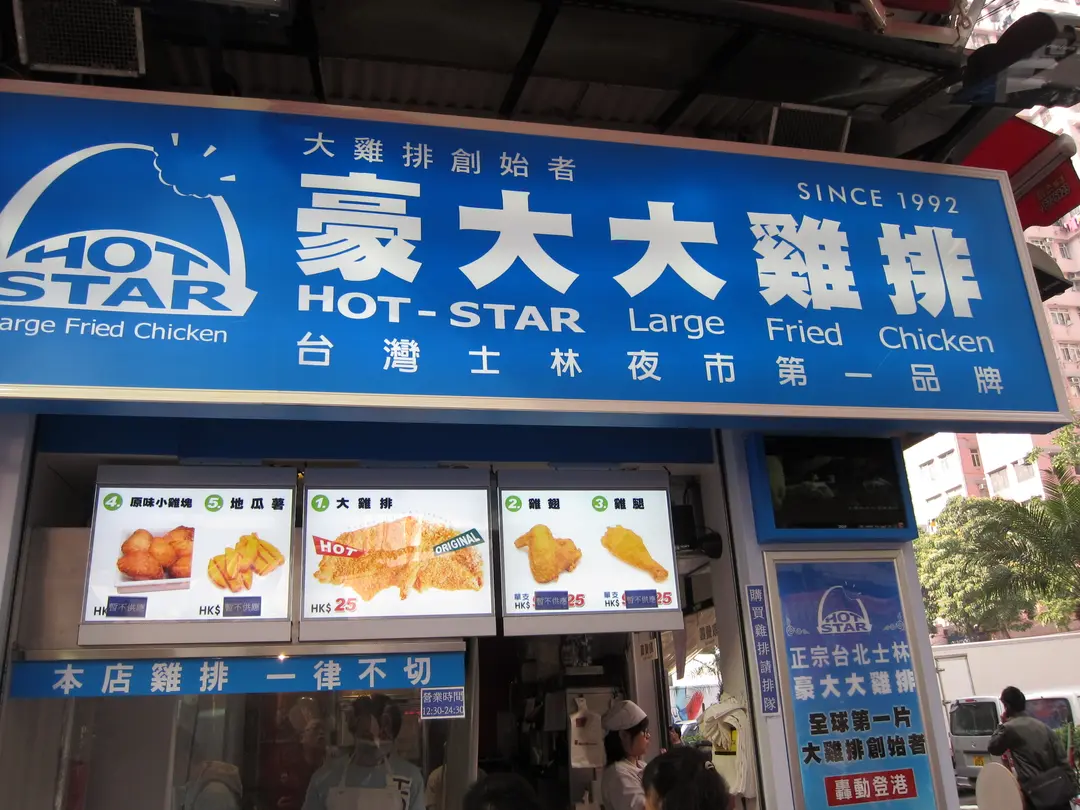 大雞排創始者
SINCE 1992
豪大大雞排
HOT STAR
arge Fried Chicken
HOT-STAR Large Fried Chicken
台灣士林夜市第一品牌
4. 原味小雞塊
5. 地瓜薯
HK
暫不供應
HK$
暫不供應
1. 大雞排
HOT
ORIGINAL
HK$ 25
2. 雞翅
3. 雞腿
單支
HK$
暫不供應
25
單支
HK$
暫不供應
25
本店雞排 一律不切
營業時間
12:30-24:30
購買雞排請排隊
HOT
STAR
正宗台北士林
豪大大雞排
全球第一片
大雞排創始者
轟動登港